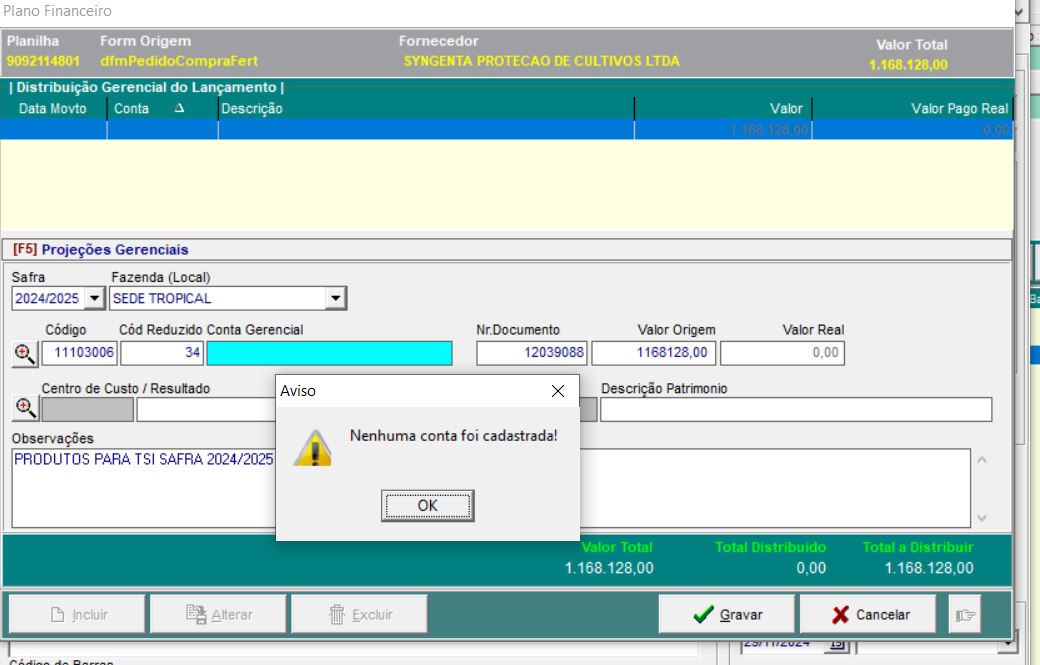 Plano Financeiro
Planilha Form Origem Fornecedor Valor Total
9092114801 dfmPedidoCompraFert SYNGENTA PROTECAO DE CULTIVOS LTDA 1.168.128,00
| Distribuição Gerencial do Lançamento |
Data Movto Conta Δ Descrição Valor Valor Pago Real
1.168.128,00 0,00
[F5] Projeções Gerenciais
Safra Fazenda (Local)
2024/2025 SEDE TROPICAL
Código Cód Reduzido Conta Gerencial Nr.Documento Valor Origem Valor Real
11103006 34 12039088 1168128,00 0,00
Centro de Custo / Resultado Descrição Patrimonio
Aviso
Nenhuma conta foi cadastrada!
OK
Observações
PRODUTOS PARA TSI SAFRA 2024/2025
Valor Total Total Distribuido Total a Distribuir
1.168.128,00 0,00 1.168.128,00
Incluir Alterar Excluir Gravar Cancelar
29/11/2024 15
Código de Barras